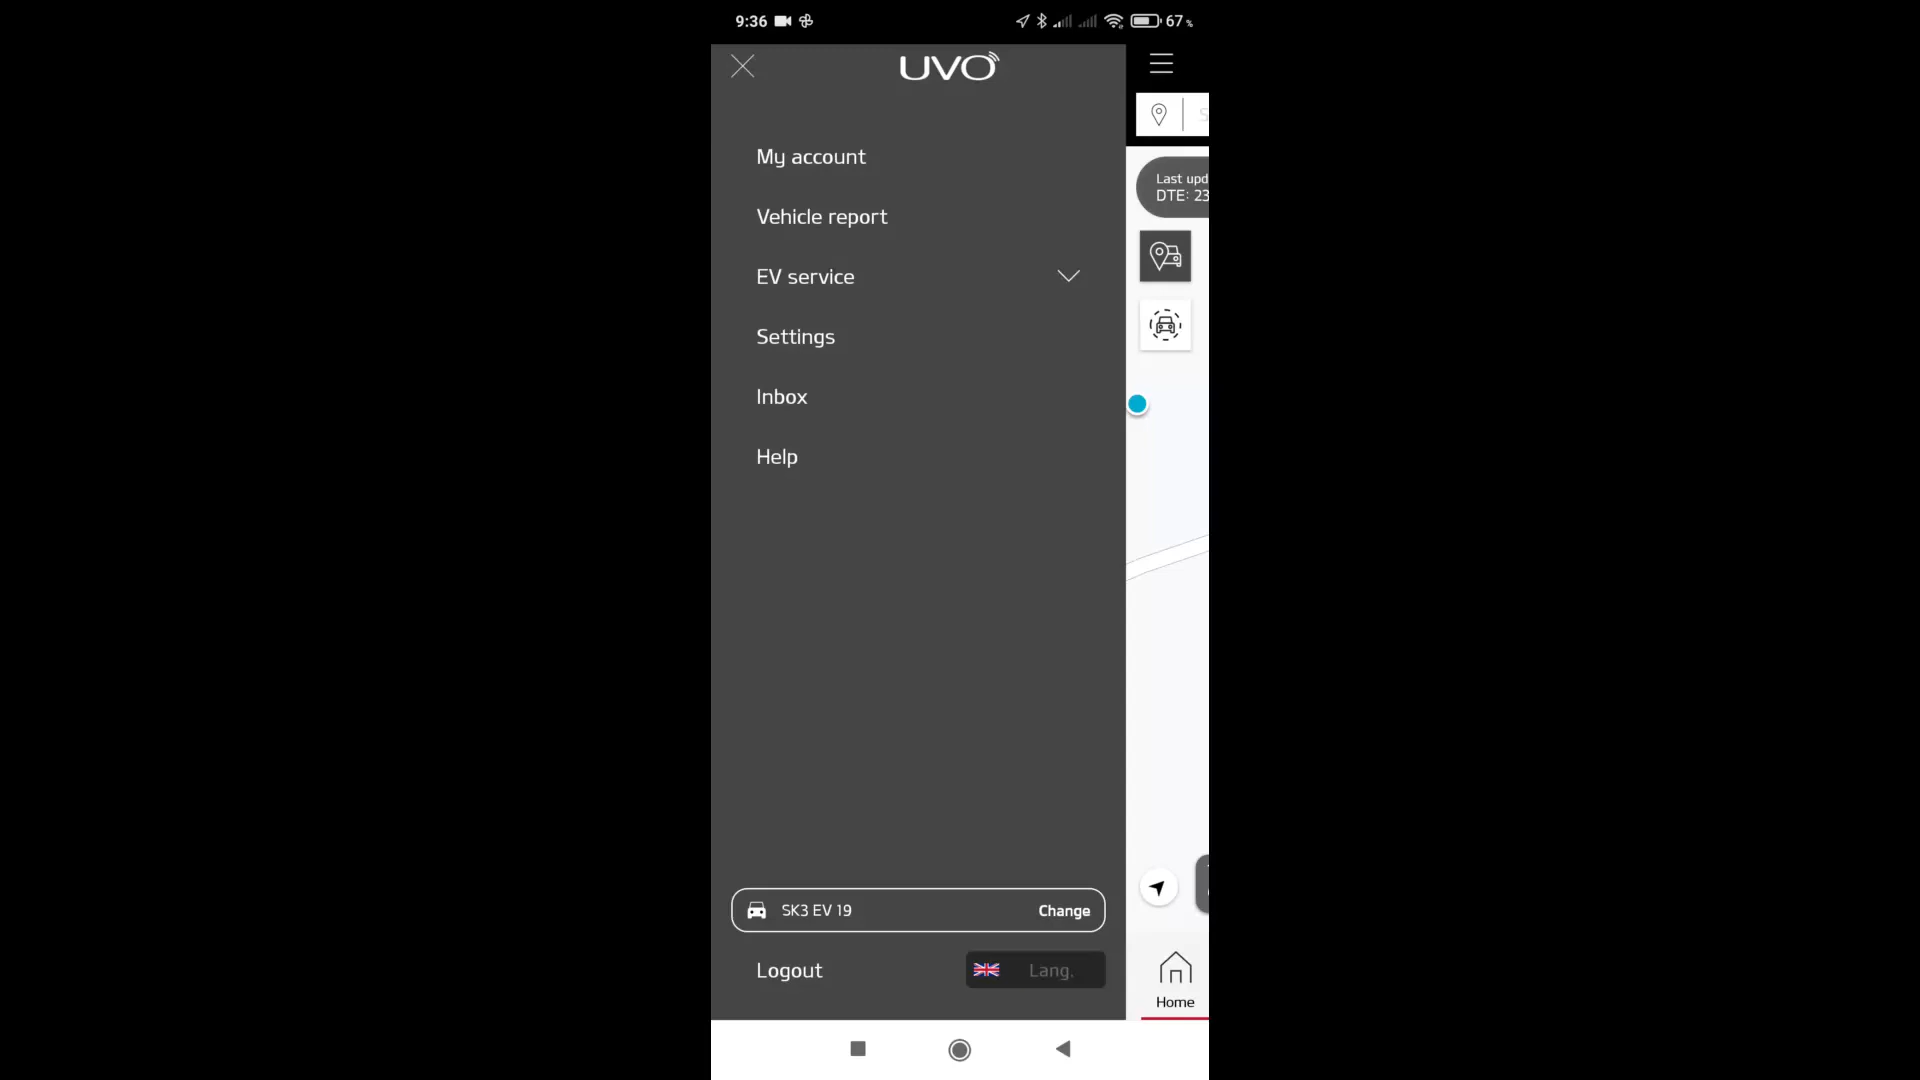 9:36
67 %
UVO
My account
Vehicle report
EV service
Settings
Inbox
Help
SK3 EV 19
Change
Logout
Lang.
S
Last upd
DTE: 23
Home